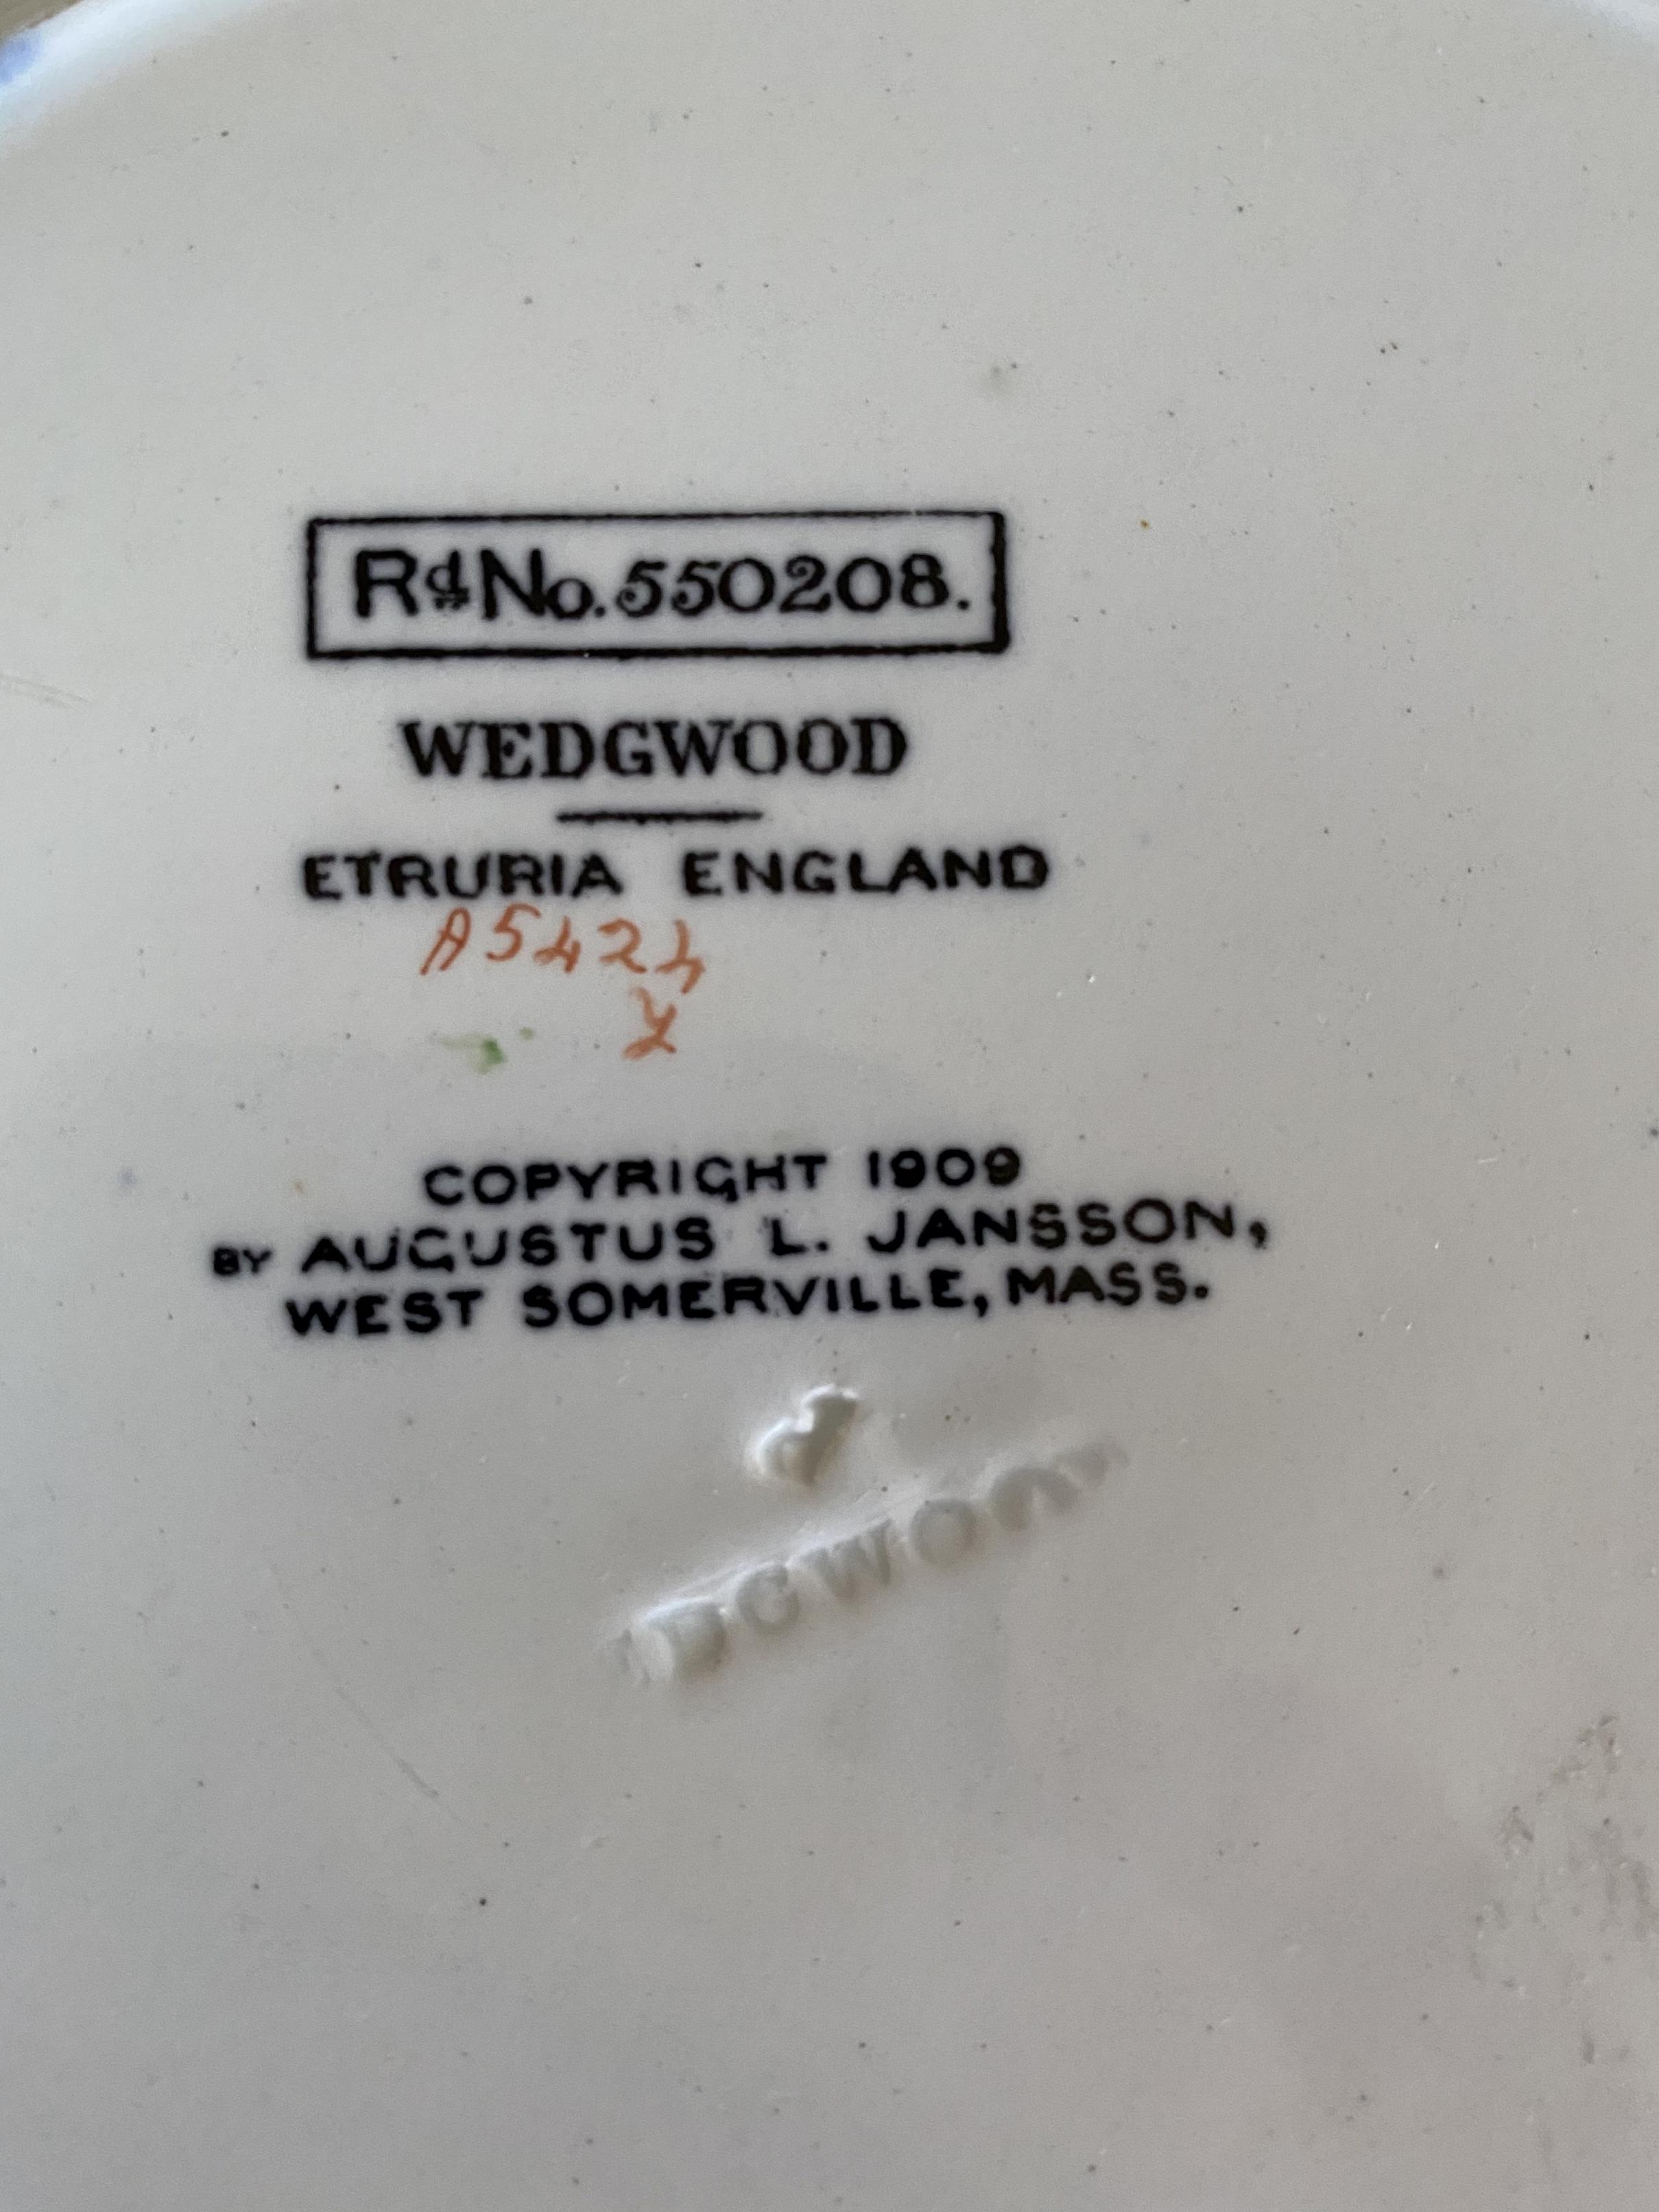 Rd No. 550208.
WEDGWOOD
ETRURIA ENGLAND
A5424
COPYRIGHT 1909
BY AUGUSTUS L. JANSSON,
WEST SOMERVILLE, MASS.